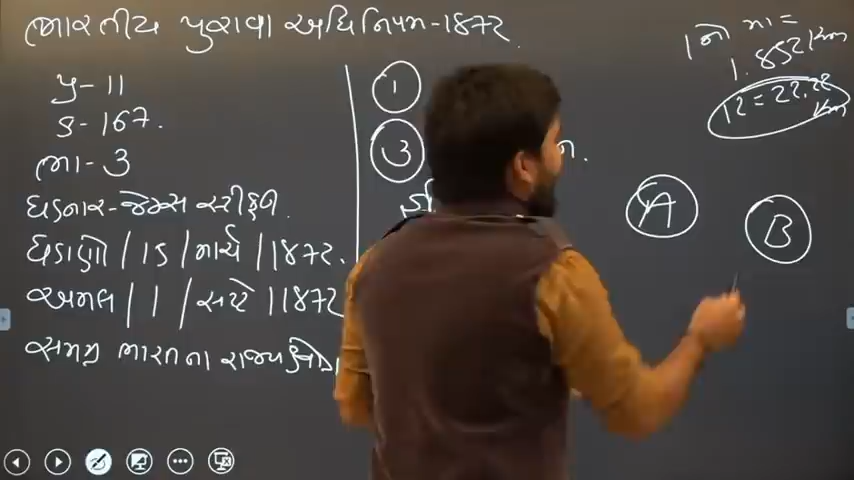 ભારતીય પુરાવા અધિનિયમ-1872
પ્ર-11
ક-167.
ભા-3
ઘડનાર-જેમ્સ સ્ટીફન.
ઘડાણો/15/માર્ચ/1872.
અમલ/1/સપ્ટે/1872
સમગ્ર ભારતના રાજ્યક્ષેત્ર
1
3
ન.
1 નો મા =
1.852 km
12 = 22.22
km
A
B